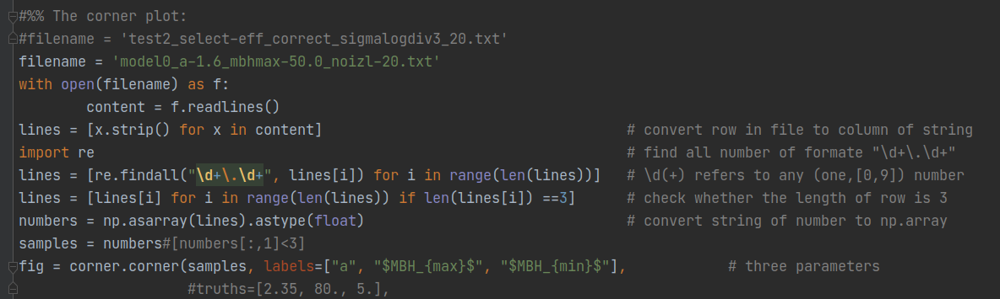 #%% The corner plot:
#filename = 'test2_select-eff_correct_sigmalogdiv3_20.txt'
filename = 'model0_a-1.6_mbhmax-50.0_noizl-20.txt'
with open(filename) as f:
        content = f.readlines()
lines = [x.strip() for x in content] # convert row in file to column of string
import re # find all number of formate "\d+\.\d+"
lines = [re.findall("\d+\.\d+", lines[i]) for i in range(len(lines))] # \d(+) refers to any (one,[0,9]) number
lines = [lines[i] for i in range(len(lines)) if len(lines[i]) ==3] # check whether the length of row is 3
numbers = np.asarray(lines).astype(float) # convert string of number to np.array
samples = numbers#[numbers[:,1]<3]
fig = corner.corner(samples, labels=["a", "$MBH_{max}$", "$MBH_{min}$"], # three parameters
                    #truths=[2.35, 80., 5.],